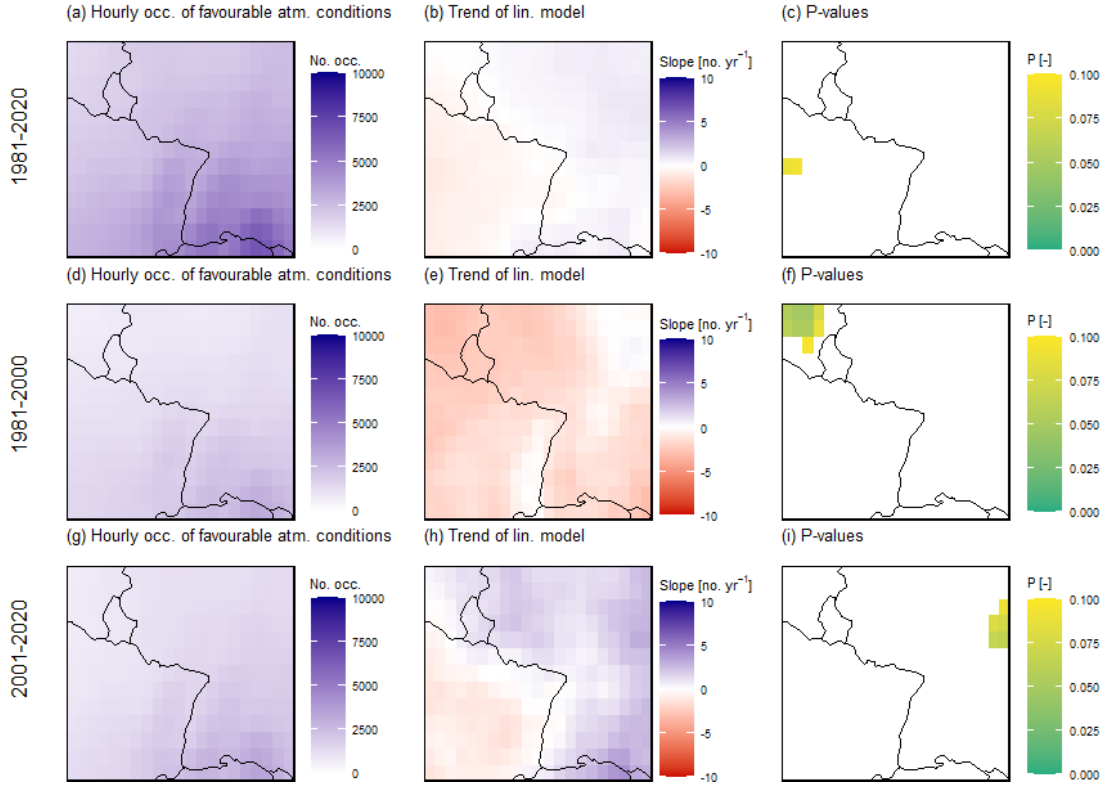 (a) Hourly occ. of favourable atm. conditions
(b) Trend of lin. model
(c) P-values
1981-2020
No. occ.
10000
7500
5000
2500
0
Slope [no. yr⁻¹]
10
5
0
-5
-10
P [-]
0.100
0.075
0.050
0.025
0.000
(d) Hourly occ. of favourable atm. conditions
(e) Trend of lin. model
(f) P-values
1981-2000
No. occ.
10000
7500
5000
2500
0
Slope [no. yr⁻¹]
10
5
0
-5
-10
P [-]
0.100
0.075
0.050
0.025
0.000
(g) Hourly occ. of favourable atm. conditions
(h) Trend of lin. model
(i) P-values
2001-2020
No. occ.
10000
7500
5000
2500
0
Slope [no. yr⁻¹]
10
5
0
-5
-10
P [-]
0.100
0.075
0.050
0.025
0.000